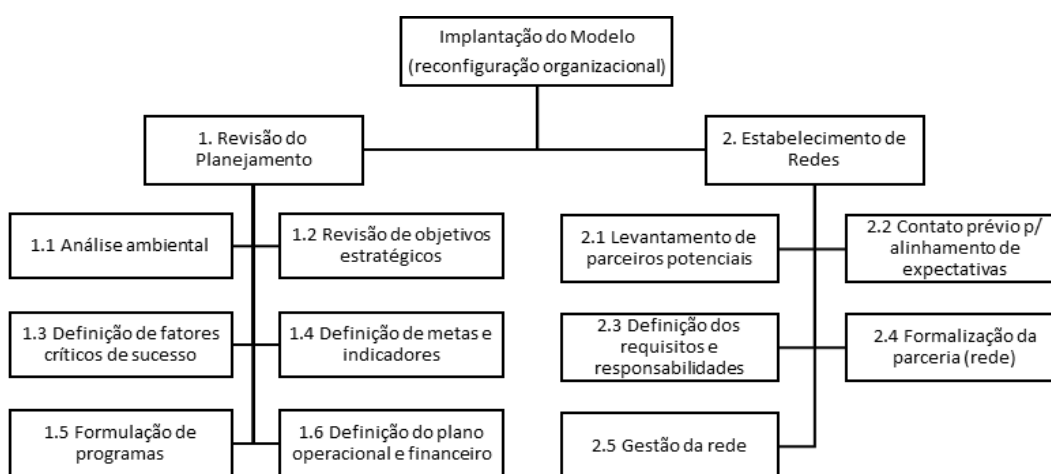 Implantação do Modelo
(reconfiguração organizacional)
1. Revisão do
Planejamento
2. Estabelecimento de
Redes
1.1 Análise ambiental
1.2 Revisão de objetivos
estratégicos
2.1 Levantamento de
parceiros potenciais
2.2 Contato prévio p/
alinhamento de
expectativas
1.3 Definição de fatores
críticos de sucesso
1.4 Definição de metas e
indicadores
2.3 Definição dos
requisitos e
responsabilidades
2.4 Formalização da
parceria (rede)
1.5 Formulação de
programas
1.6 Definição do plano
operacional e financeiro
2.5 Gestão da rede